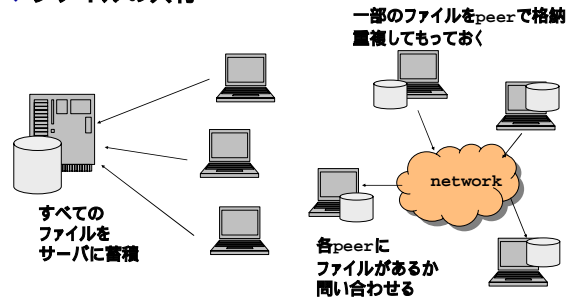 一部のファイルをpeerで格納
重複してもっておく
network
すべての
ファイルを
サーバに蓄積
各peerに
ファイルがあるか
問い合わせる